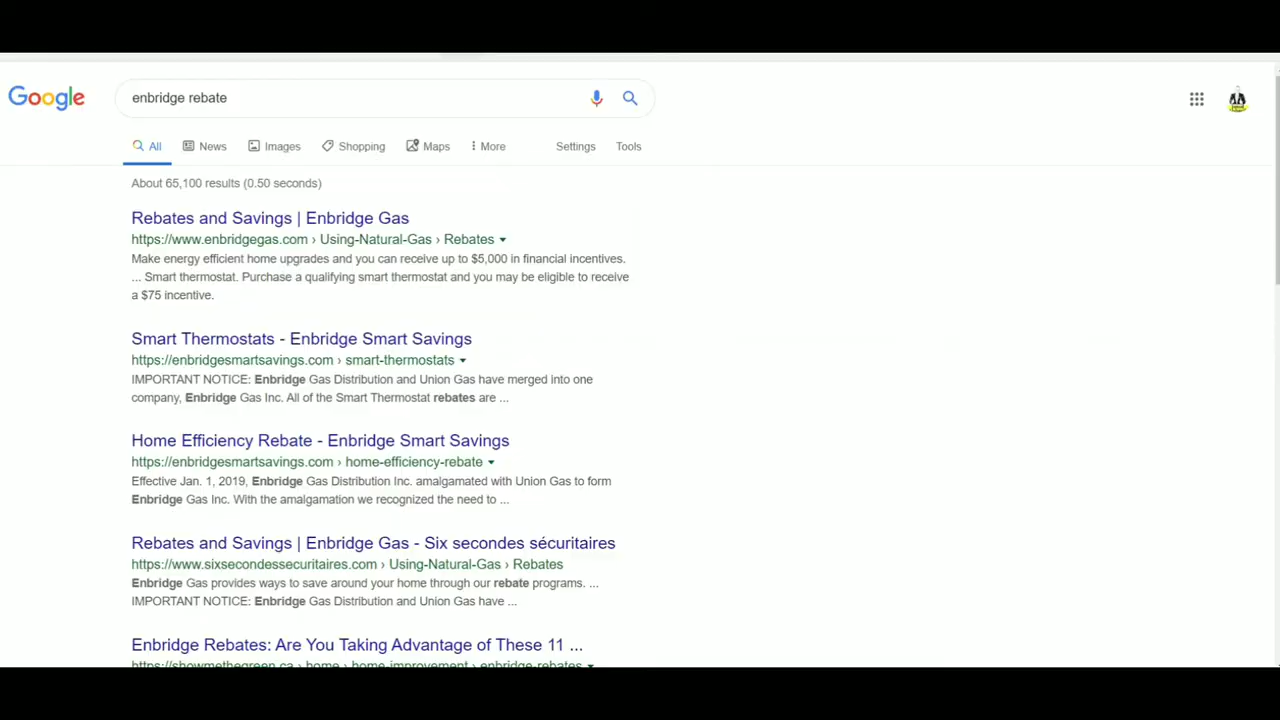 Google
enbridge rebate
All News Images Shopping Maps More Settings Tools
About 65,100 results (0.50 seconds)
Rebates and Savings | Enbridge Gas
https://www.enbridgegas.com › Using-Natural-Gas › Rebates
Make energy efficient home upgrades and you can receive up to $5,000 in financial incentives.
... Smart thermostat. Purchase a qualifying smart thermostat and you may be eligible to receive
a $75 incentive.
Smart Thermostats - Enbridge Smart Savings
https://enbridgesmartsavings.com › smart-thermostats
IMPORTANT NOTICE: Enbridge Gas Distribution and Union Gas have merged into one
company, Enbridge Gas Inc. All of the Smart Thermostat rebates are ...
Home Efficiency Rebate - Enbridge Smart Savings
https://enbridgesmartsavings.com › home-efficiency-rebate
Effective Jan. 1, 2019, Enbridge Gas Distribution Inc. amalgamated with Union Gas to form
Enbridge Gas Inc. With the amalgamation we recognized the need to ...
Rebates and Savings | Enbridge Gas - Six secondes sécuritaires
https://www.sixsecondessecuritaires.com › Using-Natural-Gas › Rebates
Enbridge Gas provides ways to save around your home through our rebate programs. ...
IMPORTANT NOTICE: Enbridge Gas Distribution and Union Gas have ...
Enbridge Rebates: Are You Taking Advantage of These 11 ...
https://showmethegreen.ca › home › home-improvement › enbridge-rebates